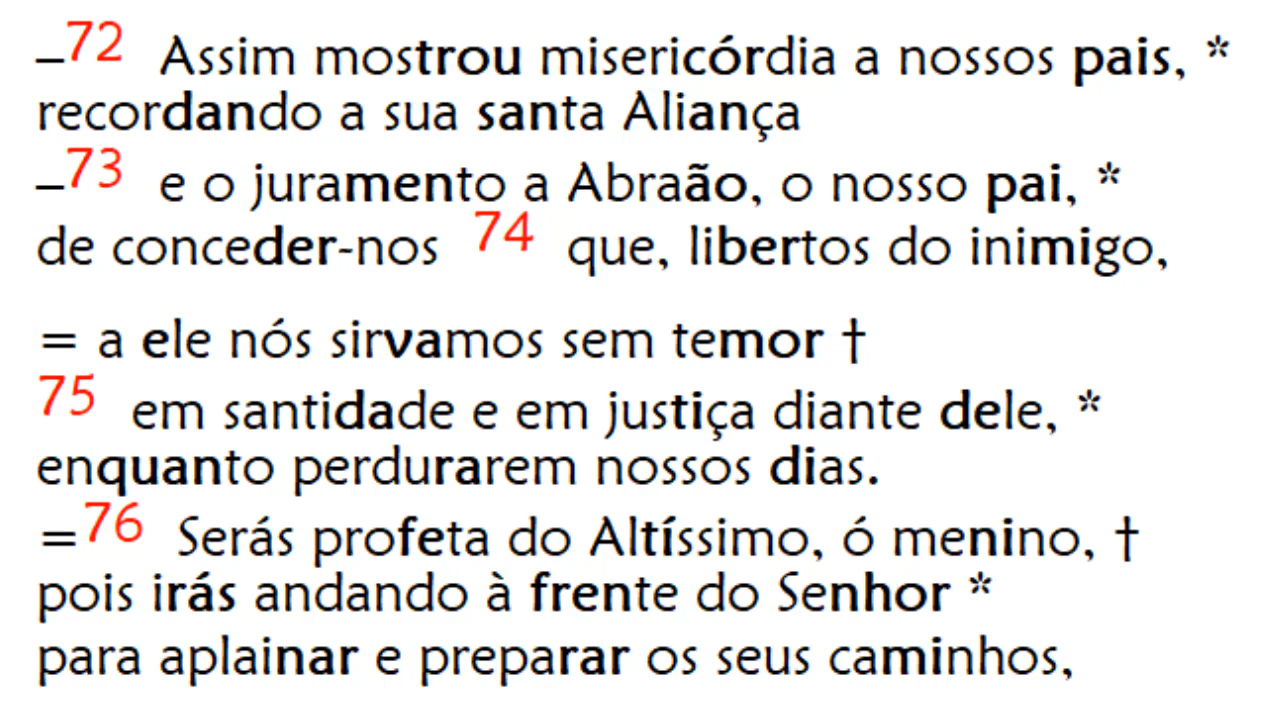 –72 Assim mostrou misericórdia a nossos pais, *
recordando a sua santa Aliança
–73 e o juramento a Abraão, o nosso pai, *
de conceder-nos 74 que, libertos do inimigo,
= a ele nós sirvamos sem temor †
75 em santidade e em justiça diante dele, *
enquanto perdurarem nossos dias.
=76 Serás profeta do Altíssimo, ó menino, †
pois irás andando à frente do Senhor *
para aplainar e preparar os seus caminhos,